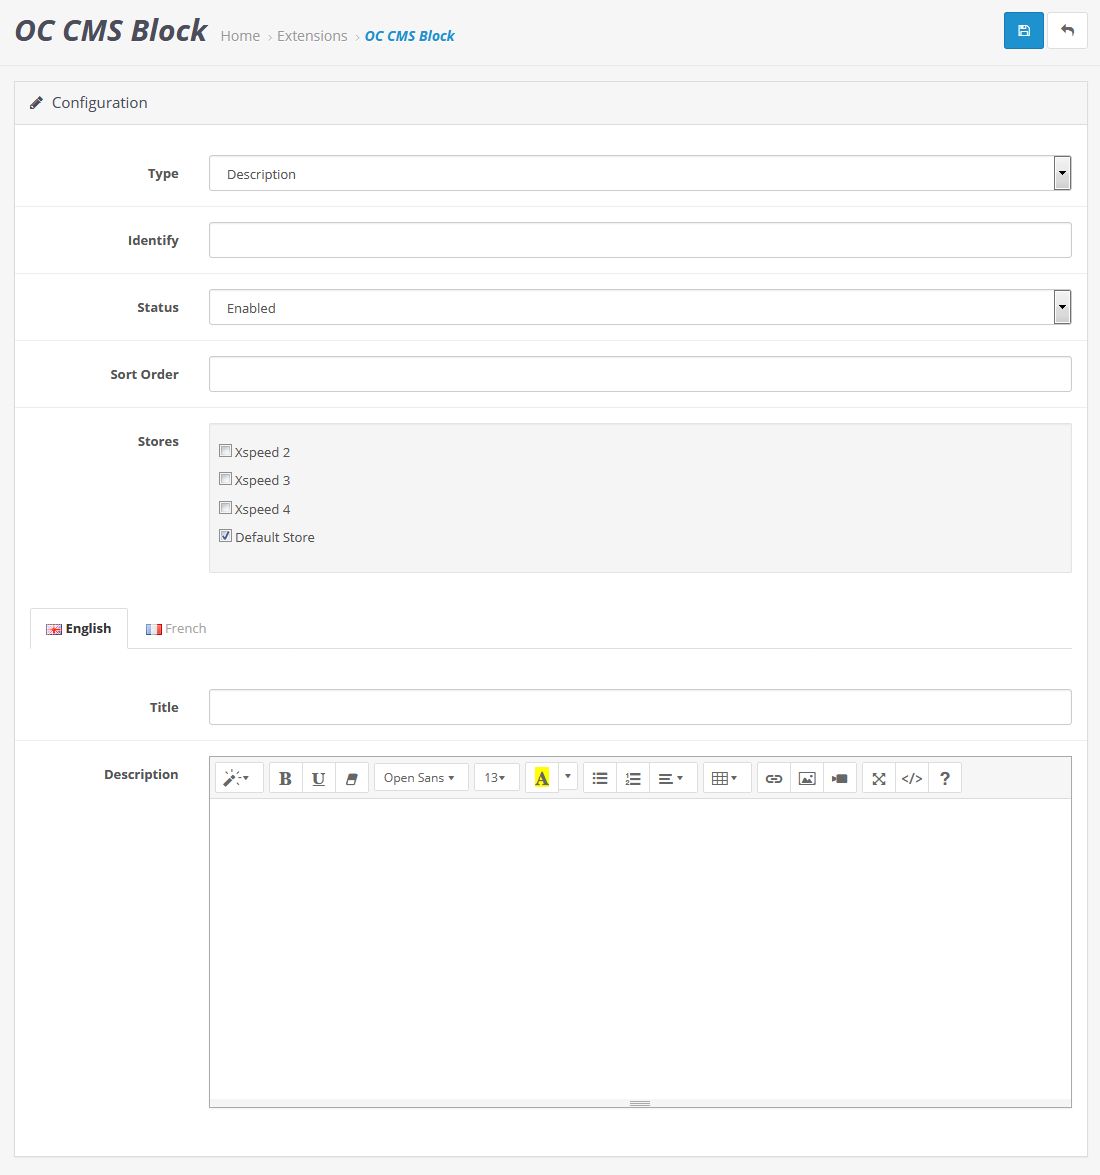 OC CMS Block Home › Extensions › OC CMS Block
Configuration
Type Description
Identify
Status Enabled
Sort Order
Stores
Xspeed 2
Xspeed 3
Xspeed 4
Default Store
English French
Title
Description B U Open Sans 13 A </> ?